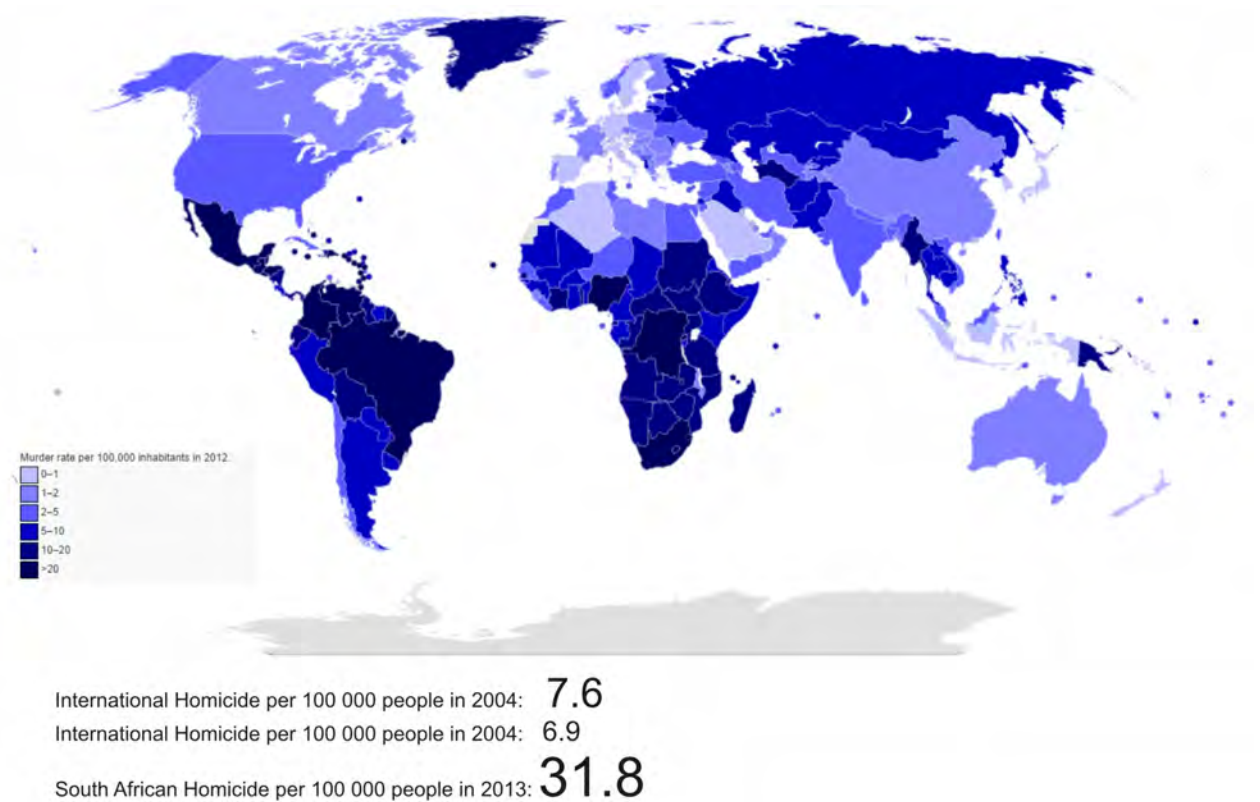 Murder rate per 100,000 inhabitants in 2012.
0–1
1–2
2–5
5–10
10–20
>20
International Homicide per 100 000 people in 2004: 7.6
International Homicide per 100 000 people in 2004: 6.9
South African Homicide per 100 000 people in 2013: 31.8